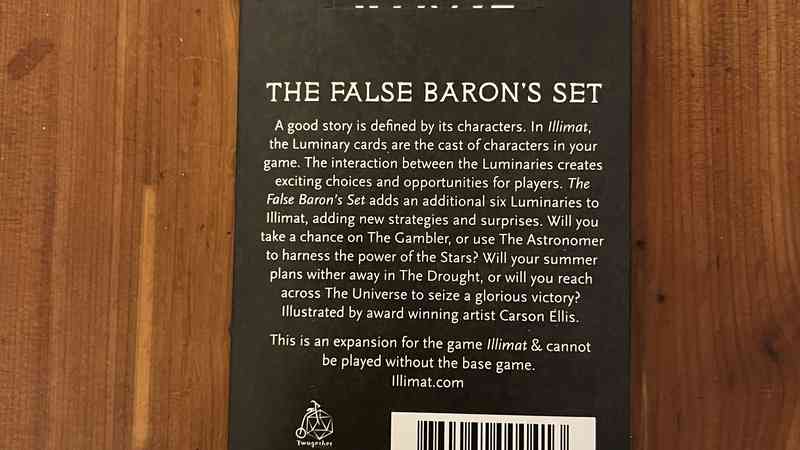 THE FALSE BARON'S SET
A good story is defined by its characters. In Illimat,
the Luminary cards are the cast of characters in your
game. The interaction between the Luminaries creates
exciting choices and opportunities for players. The
False Baron's Set adds an additional six Luminaries to
Illimat, adding new strategies and surprises. Will you
take a chance on The Gambler, or use The Astronomer
to harness the power of the Stars? Will your summer
plans wither away in The Drought, or will you reach
across The Universe to seize a glorious victory?
Illustrated by award winning artist Carson Ellis.
This is an expansion for the game Illimat & cannot
be played without the base game.
Illimat.com
Twogether